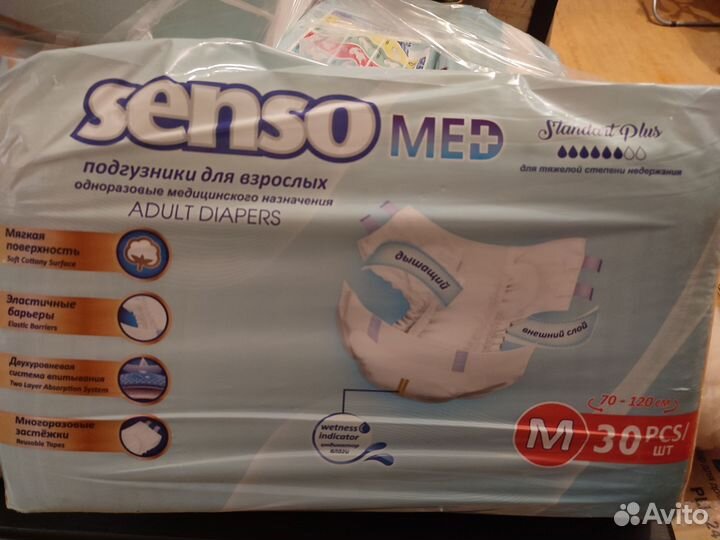 senso MED
Standart Plus
для тяжелой степени недержания
подгузники для взрослых
одноразовые медицинского назначения
ADULT DIAPERS
Мягкая
поверхность
Soft Cottony Surface
Эластичные
барьеры
Elastic Barriers
Двухуровневая
система впитывания
Two Layer Absorption System
Многоразовые
застёжки
Reusable Tapes
дышащий
внешний слой
wetness
indicator
индикатор
влаги
70 - 120 см
M 30 PCS/
шт
Avito